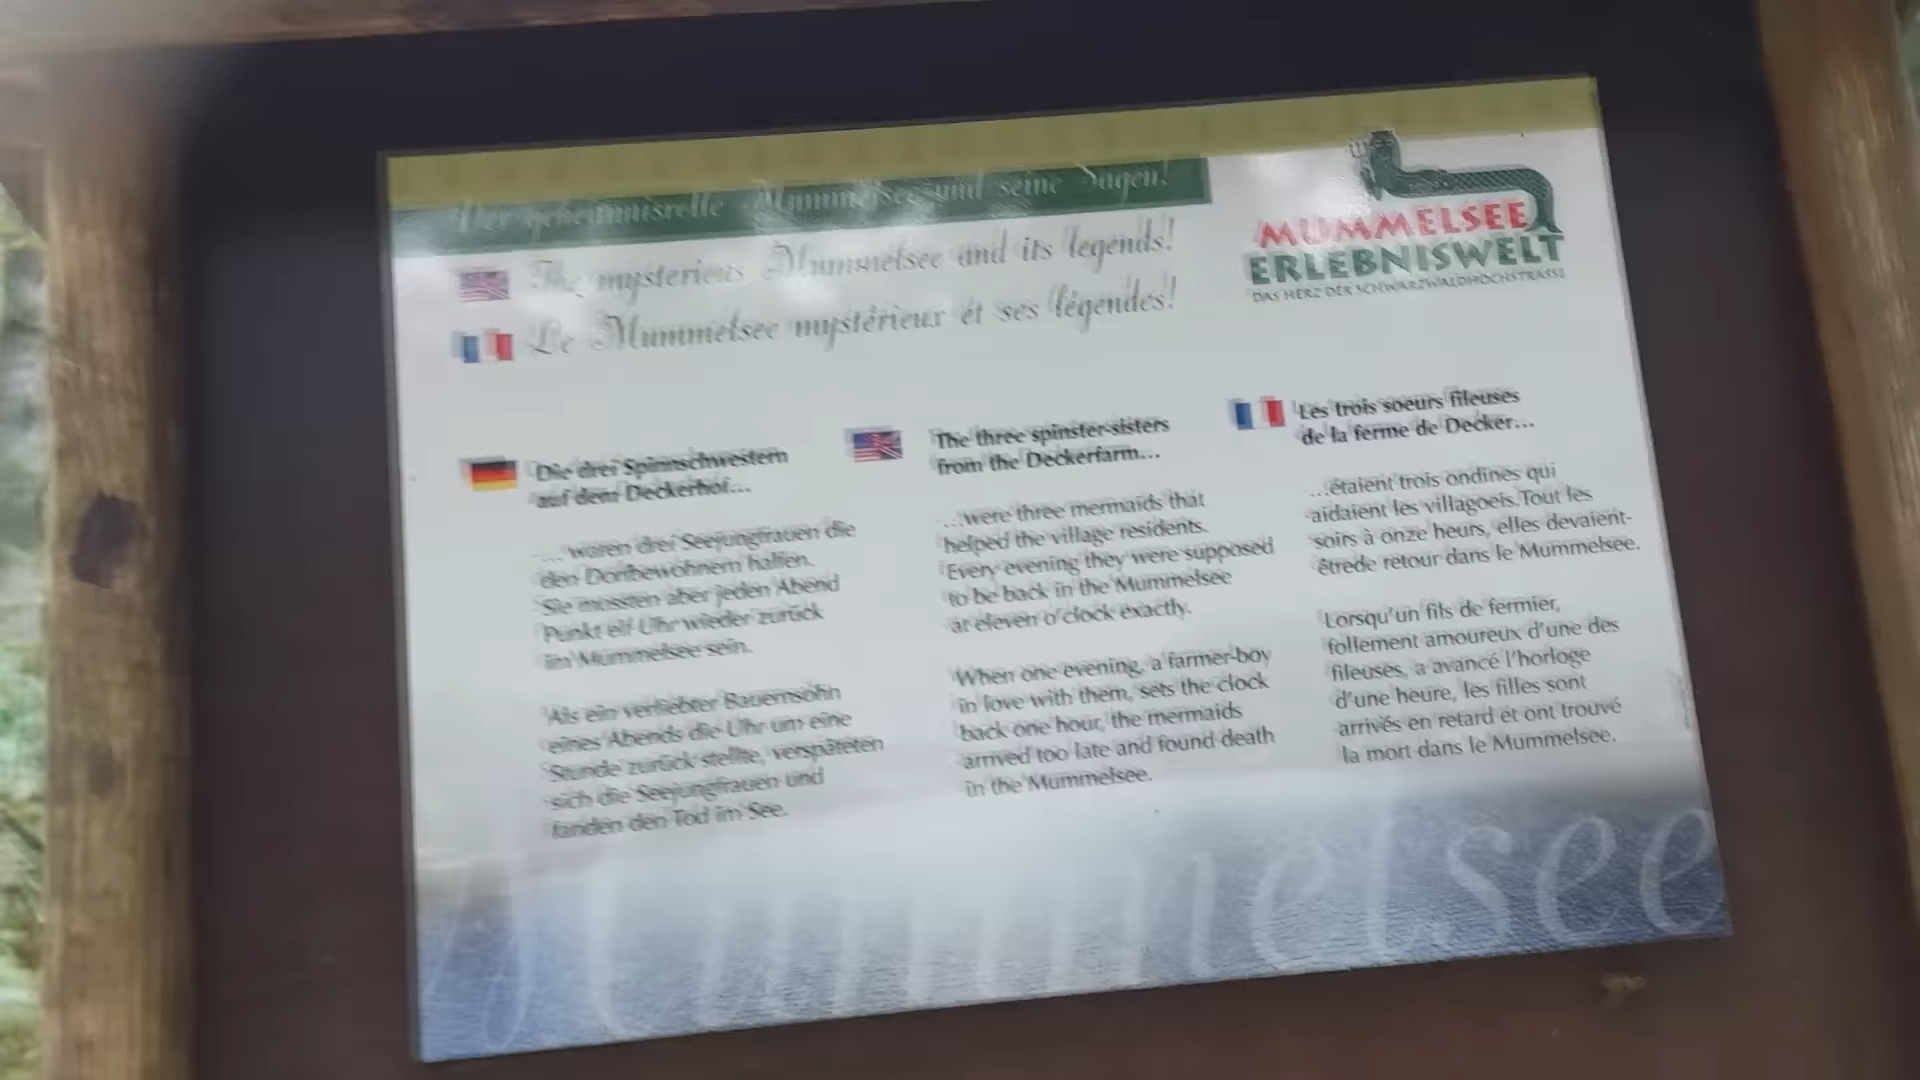 Der geheimnisvolle Mummelsee und seine Sagen!
The mysterious Mummelsee and its legends!
Le Mummelsee mystérieux et ses légendes!
MUMMELSEE
ERLEBNISWELT
DAS HERZ DER SCHWARZWALDHOCHSTRASSE
Die drei Spinnschwestern
auf dem Deckerhof...
... waren drei Seejungfrauen die
den Dorfbewohnern halfen.
Sie mussten aber jeden Abend
Punkt elf Uhr wieder zurück
im Mummelsee sein.
Als ein verliebter Bauernsohn
eines Abends die Uhr um eine
Stunde zurück stellte, verspäteten
sich die Seejungfrauen und
fanden den Tod im See.
The three spinster-sisters
from the Deckerfarm...
...were three mermaids that
helped the village residents.
Every evening they were supposed
to be back in the Mummelsee
at eleven o'clock exactly.
When one evening, a farmer-boy
in love with them, sets the clock
back one hour, the mermaids
arrived too late and found death
in the Mummelsee.
Les trois soeurs fileuses
de la ferme de Decker...
...étaient trois ondines qui
aidaient les villagoeis.Tout les
soirs à onze heurs, elles devaient-
êtrede retour dans le Mummelsee.
Lorsqu'un fils de fermier,
follement amoureux d'une des
fileuses, a avancé l'horloge
d'une heure, les filles sont
arrivés en retard et ont trouvé
la mort dans le Mummelsee.
Mummelsee